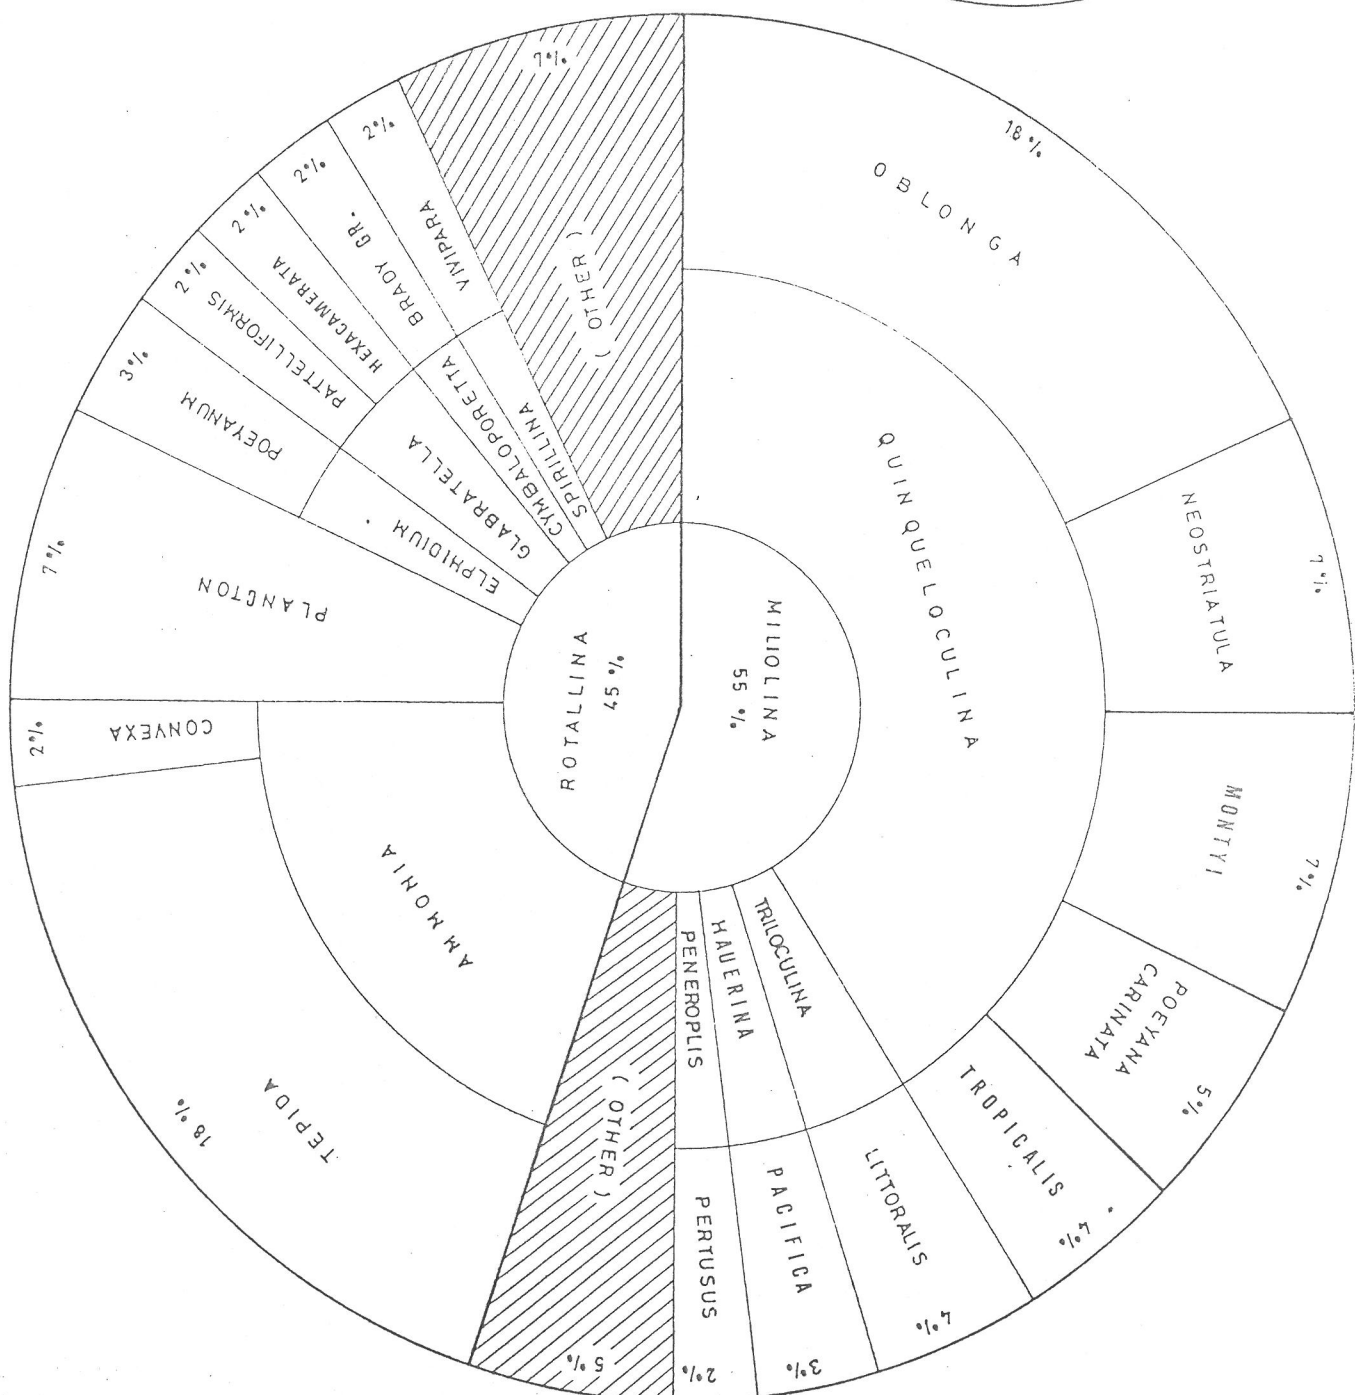 MILIOLINA
55 %
QUINQUELOCULINA
OBLONGA
18 %
NEOSTRIATULA
7 %
MONTYI
7 %
POEYANA
CARINATA
5 %
TROPICALIS
4 %
TRILOCULINA
LITTORALIS
4 %
HAUERINA
PACIFICA
3 %
PENEROPLIS
PERTUSUS
2 %
( OTHER )
5 %
ROTALLINA
45 %
AMMONIA
TEPIDA
18 %
CONVEXA
2 %
PLANCTON
7 %
ELPHIDIUM
POEYANUM
3 %
GLABRATELLA
PATTELLIFORMIS
2 %
HEXACAMERATA
2 %
CYMBALOPORETTA
BRADY GR.
2 %
SPIRILLINA
VIVIPARA
2 %
( OTHER )
7 %